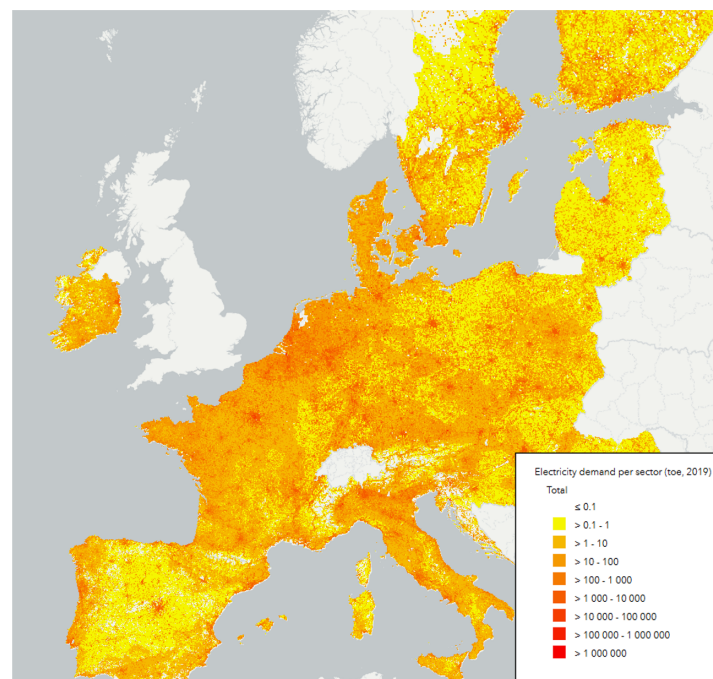 Electricity demand per sector (toe, 2019)
Total
≤ 0.1
> 0.1 - 1
> 1 - 10
> 10 - 100
> 100 - 1 000
> 1 000 - 10 000
> 10 000 - 100 000
> 100 000 - 1 000 000
> 1 000 000